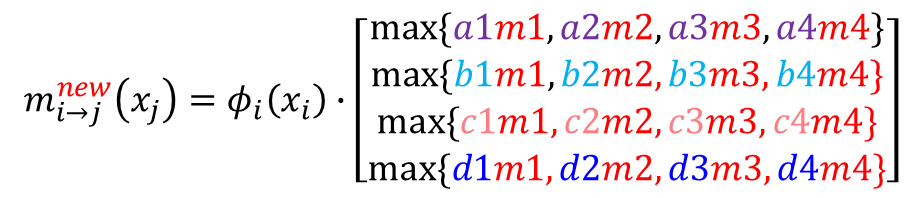 max{a1m1, a2m2, a3m3, a4m4}
max{b1m1, b2m2, b3m3, b4m4}
m_{i→j}^{new}(x_j) = ϕ_i(x_i) ·
max{c1m1, c2m2, c3m3, c4m4}
max{d1m1, d2m2, d3m3, d4m4}